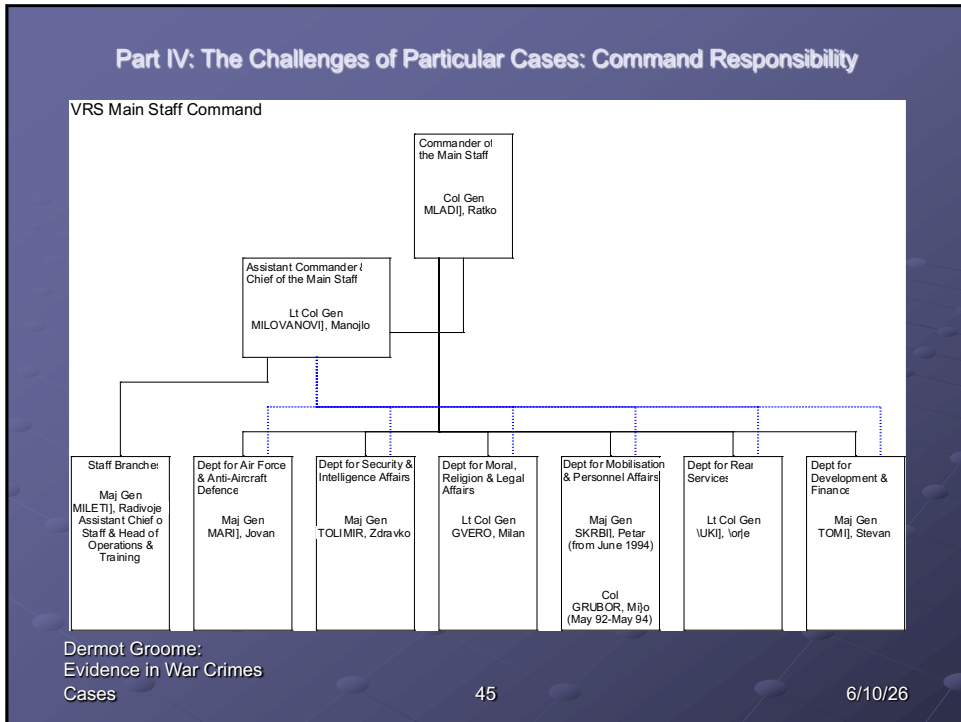 Part IV: The Challenges of Particular Cases: Command Responsibility
VRS Main Staff Command
Commander of
the Main Staff
Col Gen
MLADI], Ratko
Assistant Commander &
Chief of the Main Staff
Lt Col Gen
MILOVANOVI], Manojlo
Staff Branches
Maj Gen
MILETI], Radivoje
Assistant Chief o
Staff & Head of
Operations &
Training
Dept for Air Force
& Anti-Aircraft
Defence
Maj Gen
MARI], Jovan
Dept for Security &
Intelligence Affairs
Maj Gen
TOLIMIR, Zdravko
Dept for Moral,
Religion & Legal
Affairs
Lt Col Gen
GVERO, Milan
Dept for Mobilisation
& Personnel Affairs
Maj Gen
SKRBI], Petar
(from June 1994)
Col
GRUBOR, Mi}o
(May 92-May 94)
Dept for Rear
Services
Lt Col Gen
\UKI], \or|e
Dept for
Development &
Finance
Maj Gen
TOMI], Stevan
Dermot Groome:
Evidence in War Crimes
Cases
45
6/10/26